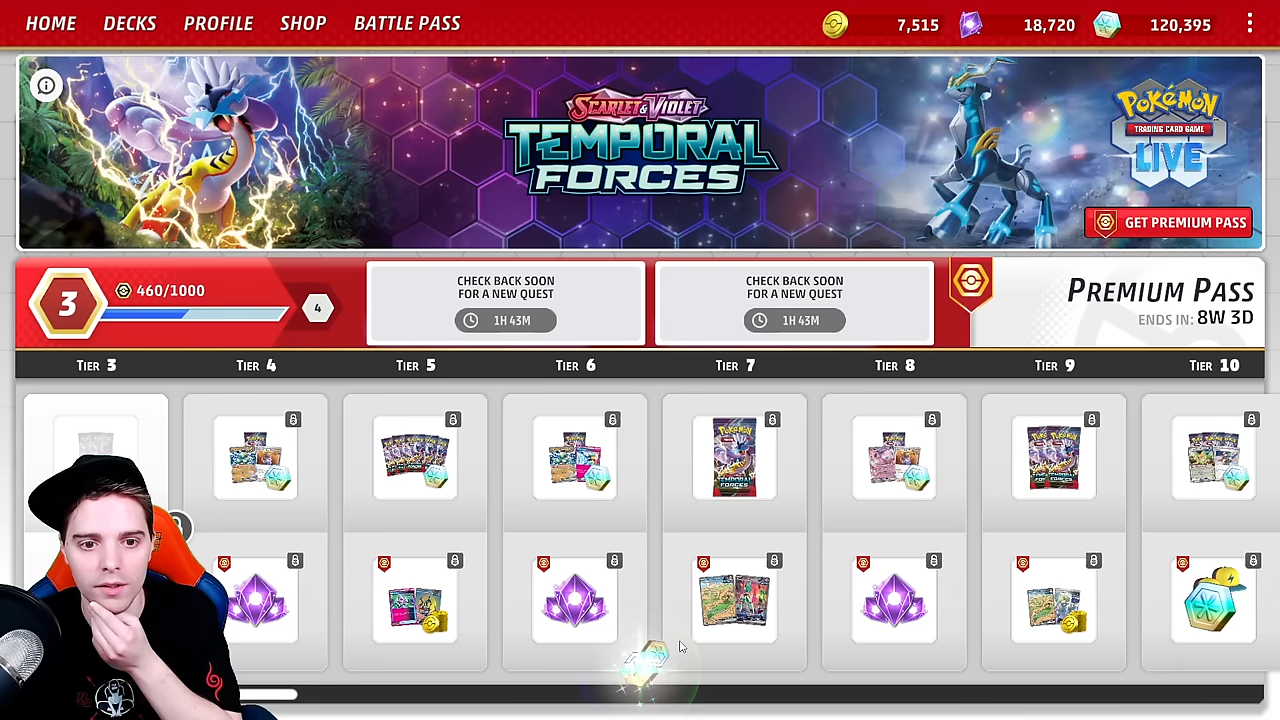 HOME DECKS PROFILE SHOP BATTLE PASS 7,515 18,720 120,395
SCARLET & VIOLET
TEMPORAL
FORCES
Pokémon
TRADING CARD GAME
LIVE
GET PREMIUM PASS
3
460/1000
4
CHECK BACK SOON
FOR A NEW QUEST
1H 43M
CHECK BACK SOON
FOR A NEW QUEST
1H 43M
PREMIUM PASS
ENDS IN: 8W 3D
TIER 3 TIER 4 TIER 5 TIER 6 TIER 7 TIER 8 TIER 9 TIER 10
Pokémon
TEMPORAL
FORCES